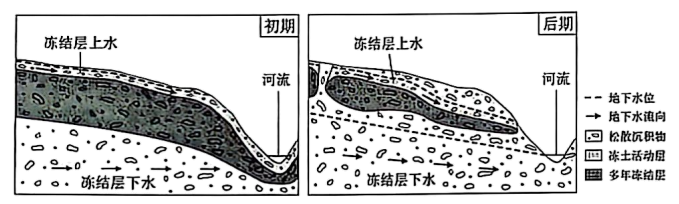 初期
冻结层上水
河流
冻结层下水
后期
冻结层上水
河流
冻结层下水
地下水位
地下水流向
松散沉积物
冻土活动层
多年冻结层